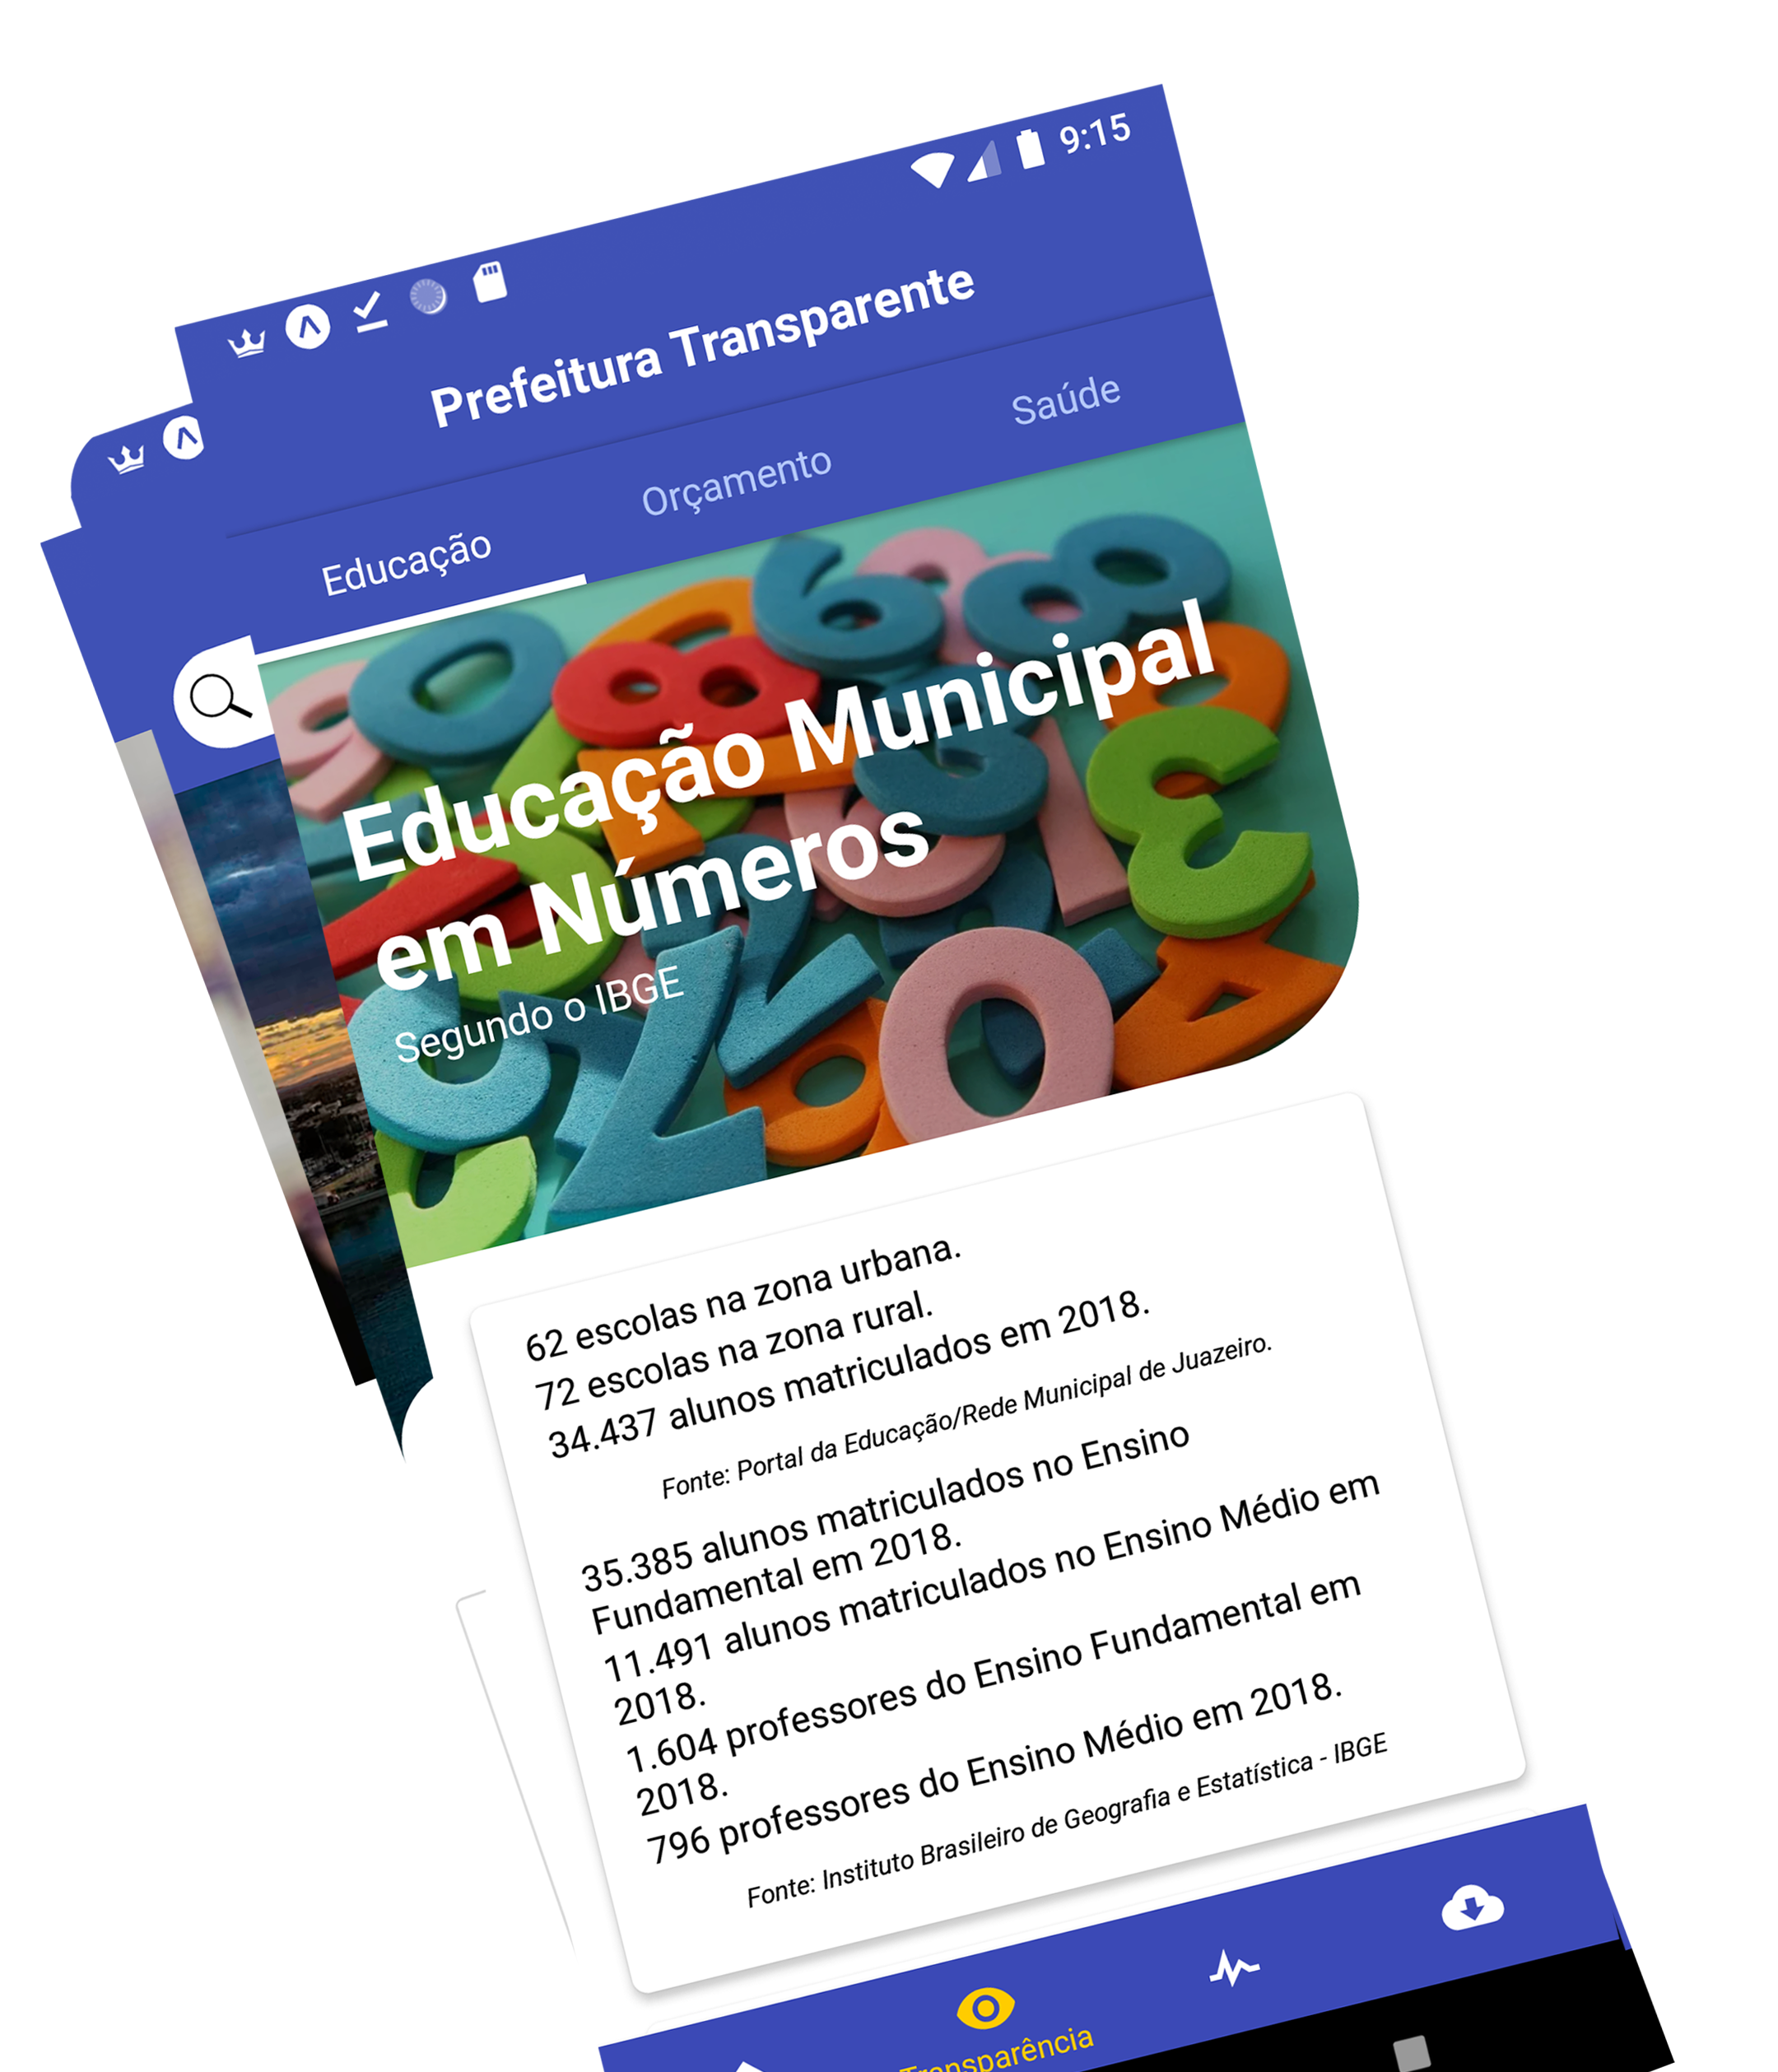 9:15
Prefeitura Transparente
Educação
Orçamento
Saúde
Educação Municipal
em Números
Segundo o IBGE
62 escolas na zona urbana.
72 escolas na zona rural.
34.437 alunos matriculados em 2018.
Fonte: Portal da Educação/Rede Municipal de Juazeiro.
35.385 alunos matriculados no Ensino
Fundamental em 2018.
11.491 alunos matriculados no Ensino Médio em
2018.
1.604 professores do Ensino Fundamental em
2018.
796 professores do Ensino Médio em 2018.
Fonte: Instituto Brasileiro de Geografia e Estatística - IBGE
Transparência